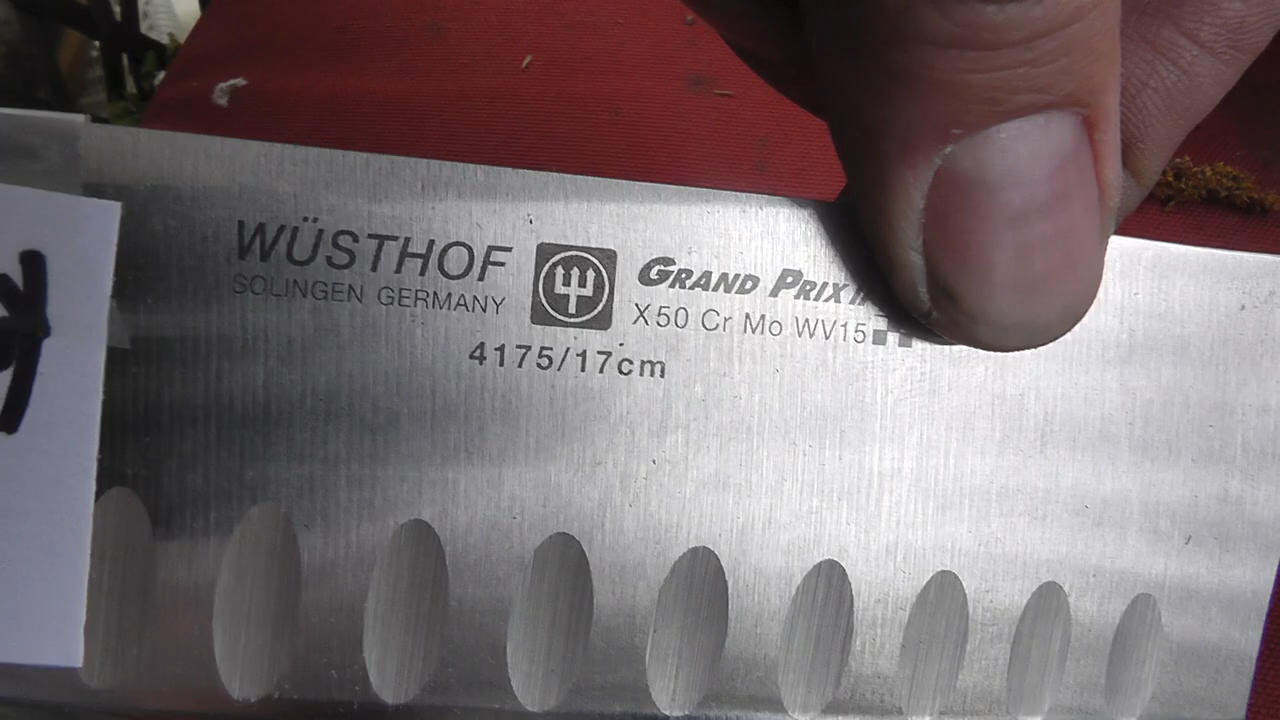 WÜSTHOF
SOLINGEN GERMANY
GRAND PRIX
X50 Cr Mo WV15
4175/17cm